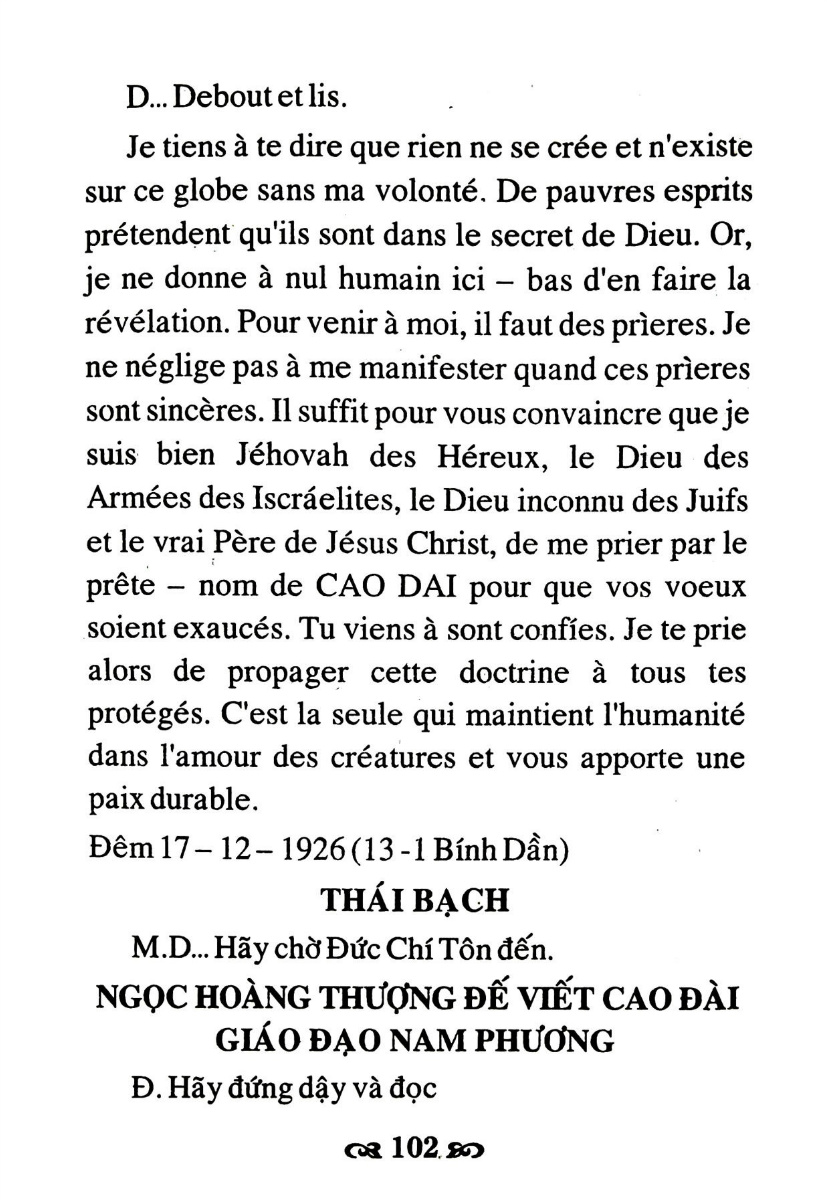 D... Debout et lis.
Je tiens à te dire que rien ne se crée et n'existe
sur ce globe sans ma volonté. De pauvres esprits
prétendent qu'ils sont dans le secret de Dieu. Or,
je ne donne à nul humain ici – bas d'en faire la
révélation. Pour venir à moi, il faut des prìeres. Je
ne néglige pas à me manifester quand ces prìeres
sont sincères. Il suffit pour vous convaincre que je
suis bien Jéhovah des Héreux, le Dieu des
Armées des Iscráelites, le Dieu inconnu des Juifs
et le vrai Père de Jésus Christ, de me prier par le
prête – nom de CAO DAI pour que vos voeux
soient exaucés. Tu viens à sont confíes. Je te prie
alors de propager cette doctrine à tous tes
protégés. C'est la seule qui maintient l'humanité
dans l'amour des créatures et vous apporte une
paix durable.
Đêm 17 – 12 – 1926 (13 -1 Bính Dần)
THÁI BẠCH
M.D... Hãy chờ Đức Chí Tôn đến.
NGỌC HOÀNG THƯỢNG ĐẾ VIẾT CAO ĐÀI
GIÁO ĐẠO NAM PHƯƠNG
Đ. Hãy đứng dậy và đọc
102